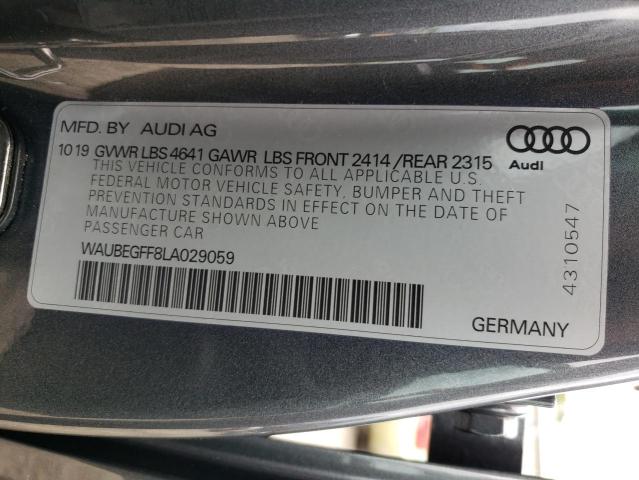 MFD. BY AUDI AG
10 19 GVWR LBS 4641 GAWR LBS FRONT 2414 / REAR 2315
THIS VEHICLE CONFORMS TO ALL APPLICABLE U.S.
FEDERAL MOTOR VEHICLE SAFETY, BUMPER AND THEFT
PREVENTION STANDARDS IN EFFECT ON THE DATE OF
MANUFACTURE SHOWN ABOVE
PASSENGER CAR
WAUBEGFF8LA029059
Audi
4310547
GERMANY